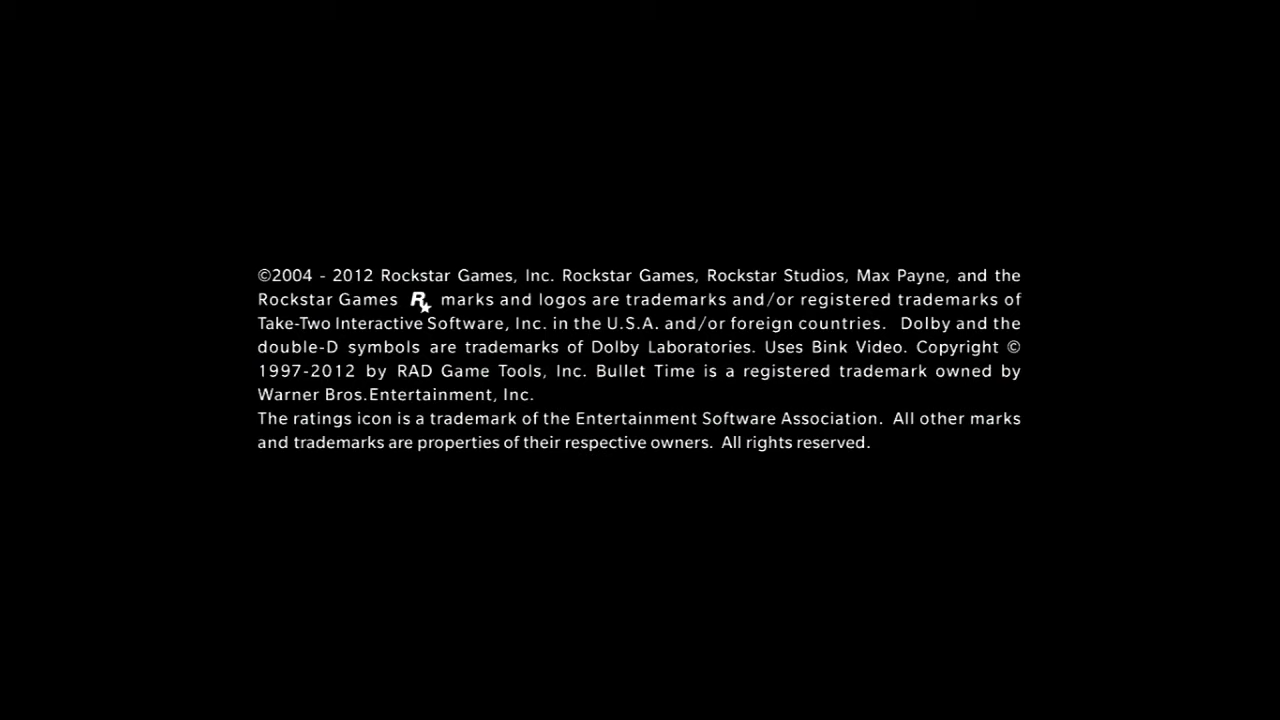 ©2004 - 2012 Rockstar Games, Inc. Rockstar Games, Rockstar Studios, Max Payne, and the
Rockstar Games R marks and logos are trademarks and/or registered trademarks of
Take-Two Interactive Software, Inc. in the U.S.A. and/or foreign countries. Dolby and the
double-D symbols are trademarks of Dolby Laboratories. Uses Bink Video. Copyright ©
1997-2012 by RAD Game Tools, Inc. Bullet Time is a registered trademark owned by
Warner Bros.Entertainment, Inc.
The ratings icon is a trademark of the Entertainment Software Association. All other marks
and trademarks are properties of their respective owners. All rights reserved.